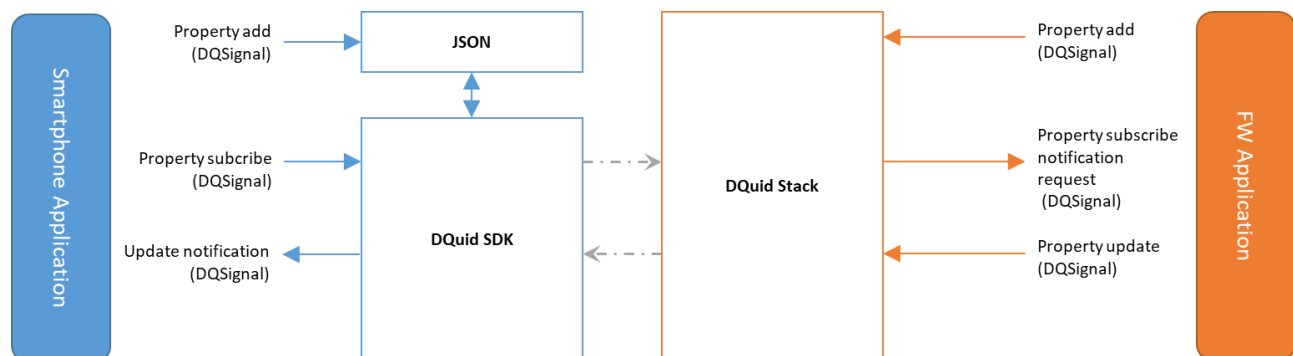 Smartphone Application
Property add
(DQSignal)
JSON
Property subcribe
(DQSignal)
Update notification
(DQSignal)
DQuid SDK
DQuid Stack
Property add
(DQSignal)
Property subscribe
notification
request
(DQSignal)
Property update
(DQSignal)
FW Application